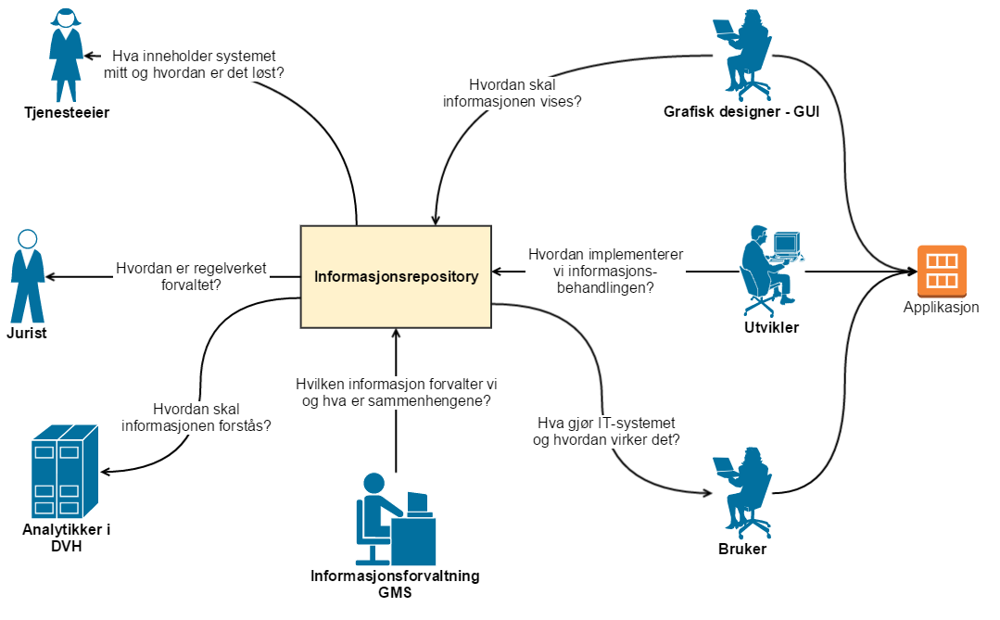 Hva inneholder systemet
mitt og hvordan er det løst?
Tjenesteeier
Hvordan skal
informasjonen vises?
Grafisk designer - GUI
Hvordan er regelverket
forvaltet?
Jurist
Informasjonsrepository
Hvordan implementerer
vi informasjons-
behandlingen?
Utvikler
Applikasjon
Hvordan skal
informasjonen forstås?
Analytikker i
DVH
Hvilken informasjon forvalter vi
og hva er sammenhengene?
Informasjonsforvaltning
GMS
Hva gjør IT-systemet
og hvordan virker det?
Bruker